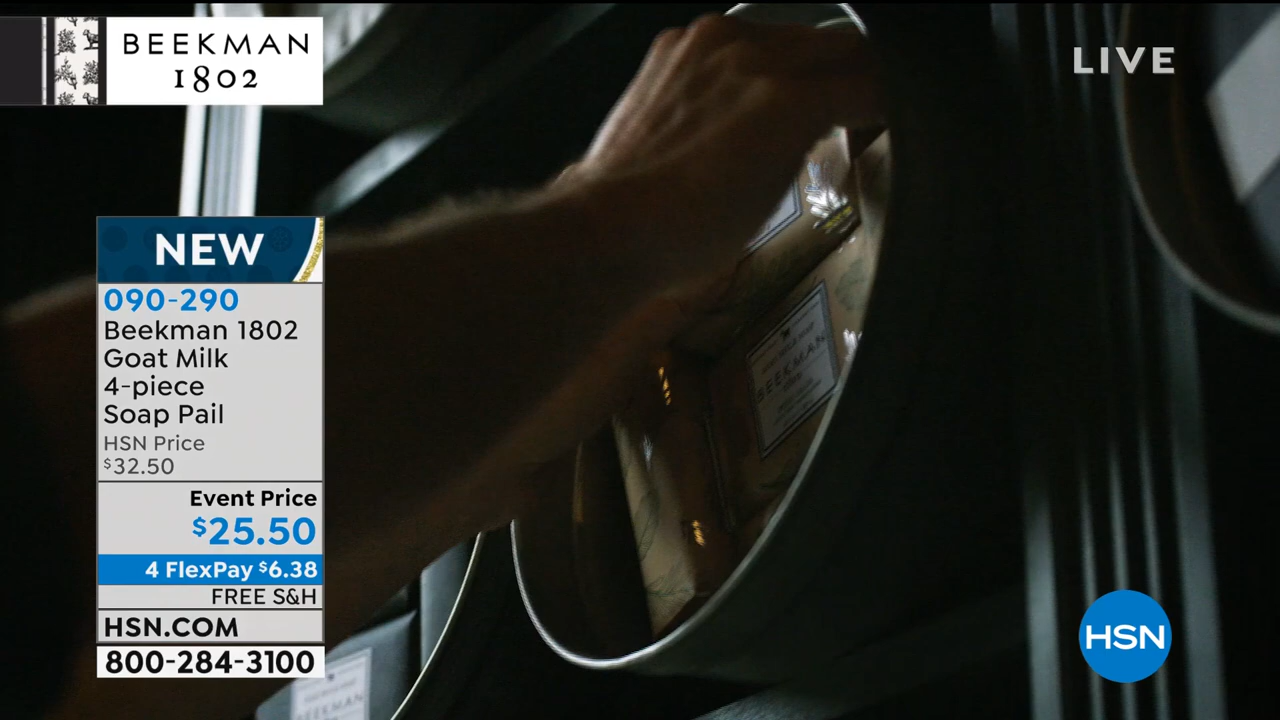 BEEKMAN
1802
LIVE
NEW
090-290
Beekman 1802
Goat Milk
4-piece
Soap Pail
HSN Price
$32.50
Event Price
$25.50
4 FlexPay $6.38
FREE S&H
HSN.COM
800-284-3100
BEEKMAN
BEEKMAN
HSN